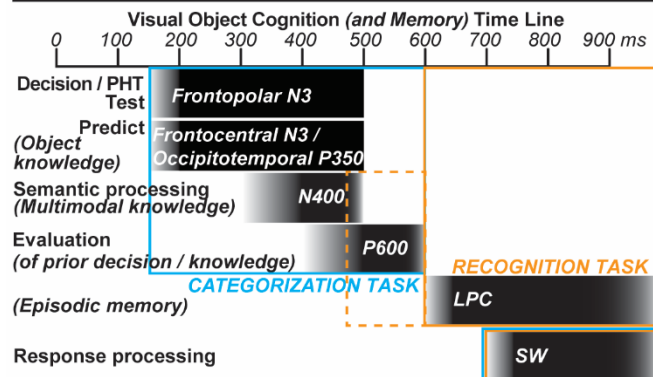 Visual Object Cognition (and Memory) Time Line
0 100 200 300 400 500 600 700 800 900 ms
Decision / PHT
Test
Frontopolar N3
Predict
(Object
knowledge)
Frontocentral N3 /
Occipitotemporal P350
Semantic processing
(Multimodal knowledge)
N400
Evaluation
(of prior decision / knowledge)
P600
RECOGNITION TASK
CATEGORIZATION TASK
(Episodic memory)
LPC
Response processing
SW